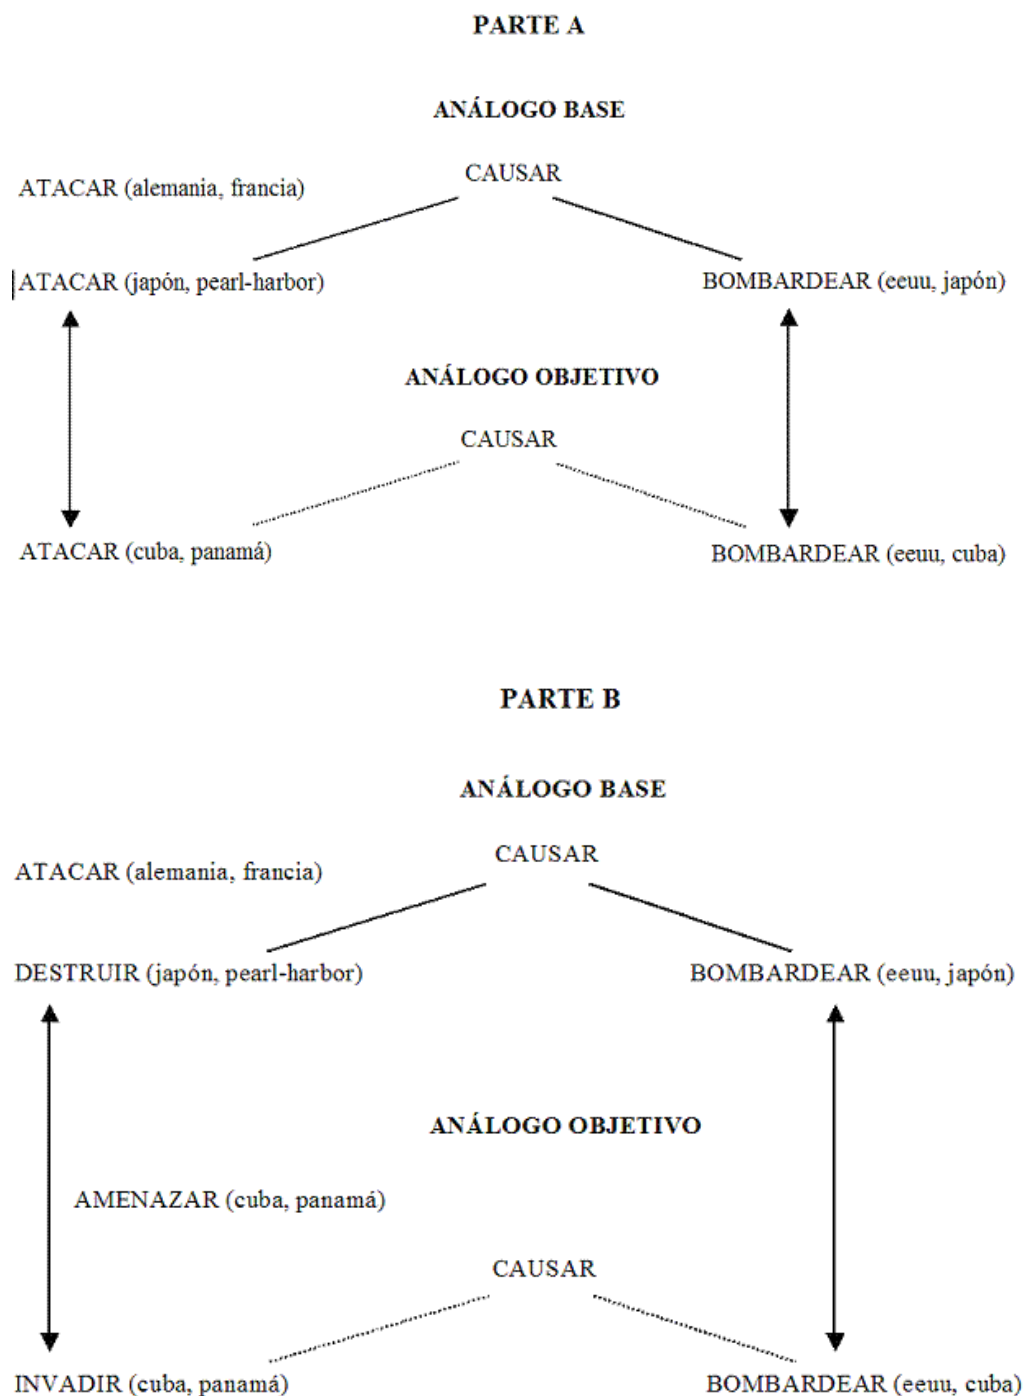 PARTE A
ANÁLOGO BASE
CAUSAR
ATACAR (alemania, francia)
ATACAR (japón, pearl-harbor)
BOMBARDEAR (eeuu, japón)
ANÁLOGO OBJETIVO
CAUSAR
ATACAR (cuba, panamá)
BOMBARDEAR (eeuu, cuba)
PARTE B
ANÁLOGO BASE
CAUSAR
ATACAR (alemania, francia)
DESTRUIR (japón, pearl-harbor)
BOMBARDEAR (eeuu, japón)
ANÁLOGO OBJETIVO
AMENAZAR (cuba, panamá)
CAUSAR
INVADIR (cuba, panamá)
BOMBARDEAR (eeuu, cuba)